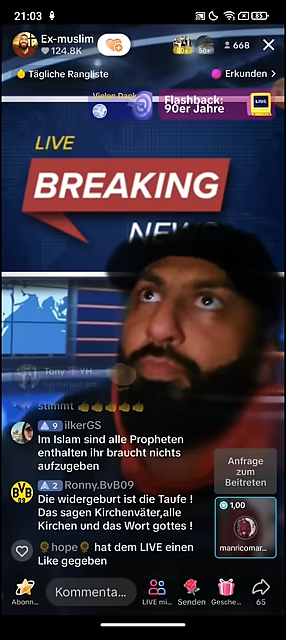 21:03
85
Ex-muslim
124.8K
50+
668
Tägliche Rangliste
Erkunden >
Vielen Dank
Flashback:
90er Jahre
LIVE
LIVE
BREAKING
NEWS
Tony
stimmt 👍👍👍👍👍
9 ilkerGS
Im Islam sind alle Propheten
enthalten ihr braucht nichts
aufzugeben
2 Ronny.BvB09
Die widergeburt ist die Taufe !
Das sagen Kirchenväter,alle
Kirchen und das Wort gottes !
🌻hope🌻 hat dem LIVE einen
Like gegeben
Anfrage
zum
Beitreten
1,00
manricomar...
Abonn...
Kommenta...
LIVE mi...
Senden
Gesche...
65